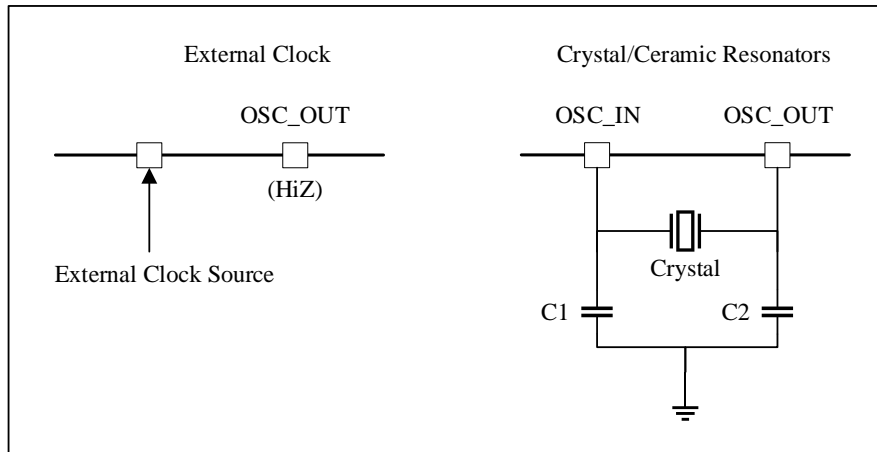 External Clock
OSC_OUT
(HiZ)
External Clock Source
Crystal/Ceramic Resonators
OSC_IN OSC_OUT
Crystal
C1 C2